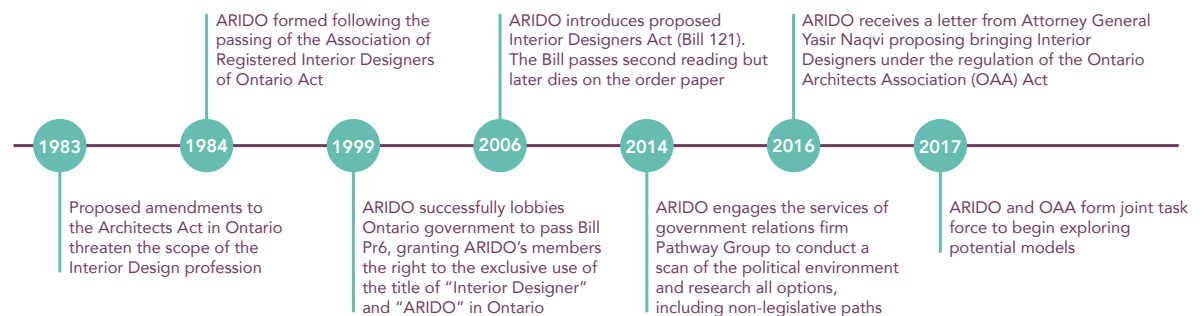 ARIDO formed following the
passing of the Association of
Registered Interior Designers
of Ontario Act
ARIDO introduces proposed
Interior Designers Act (Bill 121).
The Bill passes second reading but
later dies on the order paper
ARIDO receives a letter from Attorney General
Yasir Naqvi proposing bringing Interior
Designers under the regulation of the Ontario
Architects Association (OAA) Act
1983
1984
1999
2006
2014
2016
2017
Proposed amendments to
the Architects Act in Ontario
threaten the scope of the
Interior Design profession
ARIDO successfully lobbies
Ontario government to pass Bill
Pr6, granting ARIDO’s members
the right to the exclusive use of
the title of “Interior Designer”
and “ARIDO” in Ontario
ARIDO engages the services of
government relations firm
Pathway Group to conduct a
scan of the political environment
and research all options,
including non-legislative paths
ARIDO and OAA form joint task
force to begin exploring
potential models